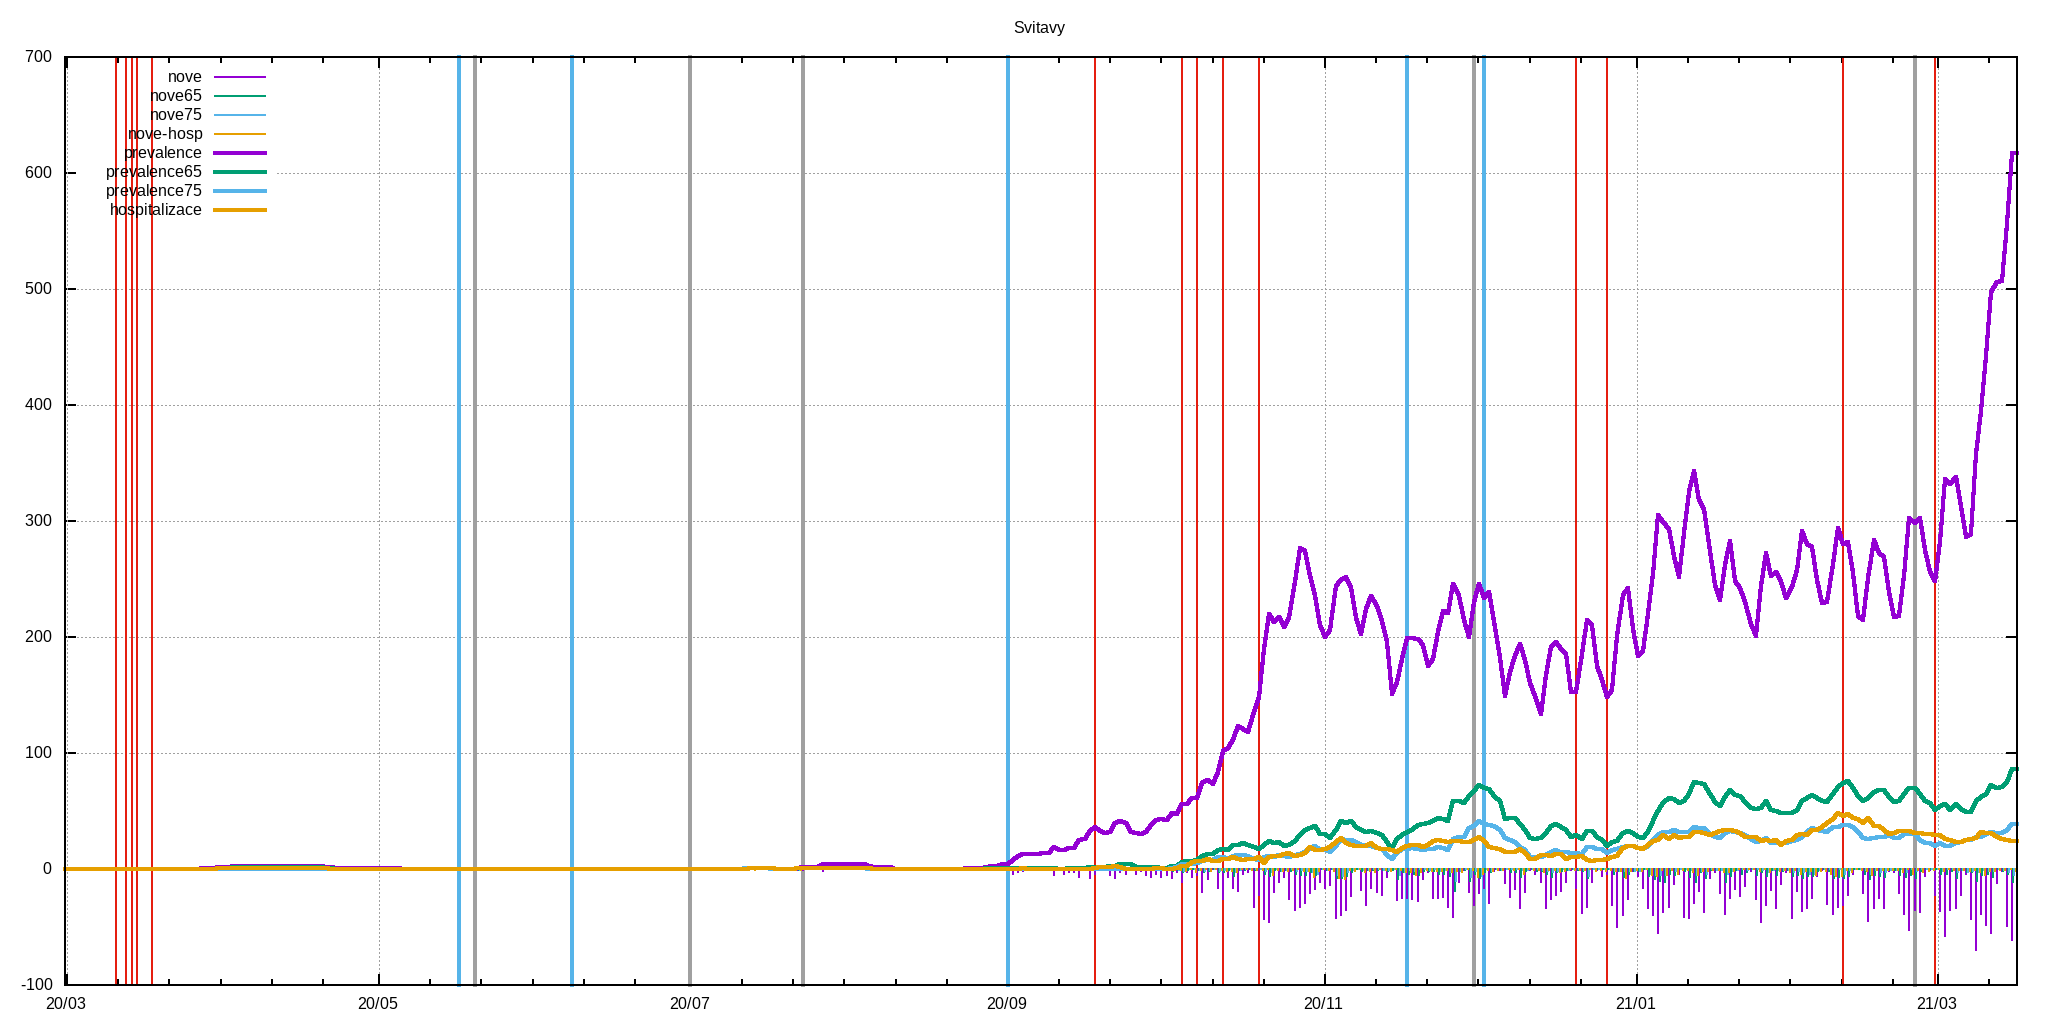 Svitavy
700
600
500
400
300
200
100
0
-100
nove
nove65
nove75
nove-hosp
prevalence
prevalence65
prevalence75
hospitalizace
20/03 20/05 20/07 20/09 20/11 21/01 21/03